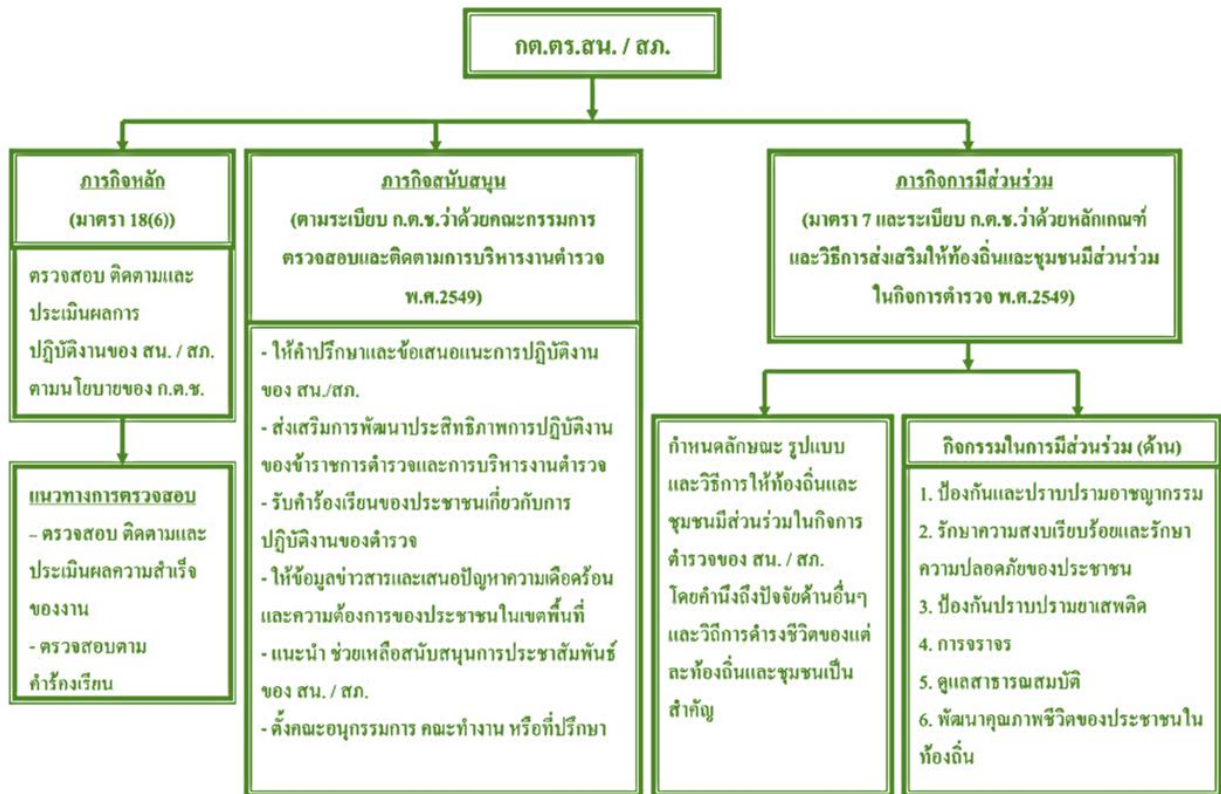 กต.ตร.สน. / สภ.
ภารกิจหลัก
(มาตรา 18(6))
ตรวจสอบ ติดตามและ
ประเมินผลการ
ปฏิบัติงานของ สน. / สภ.
ตามนโยบายของ ก.ต.ช.
แนวทางการตรวจสอบ
– ตรวจสอบ ติดตามและ
ประเมินผลความสำเร็จ
ของงาน
- ตรวจสอบตาม
คำร้องเรียน
ภารกิจสนับสนุน
(ตามระเบียบ ก.ต.ช.ว่าด้วยคณะกรรมการ
ตรวจสอบและติดตามการบริหารงานตำรวจ
พ.ศ.2549)
- ให้คำปรึกษาและข้อเสนอแนะการปฏิบัติงาน
ของ สน./สภ.
- ส่งเสริมการพัฒนาประสิทธิภาพการปฏิบัติงาน
ของข้าราชการตำรวจและการบริหารงานตำรวจ
- รับคำร้องเรียนของประชาชนเกี่ยวกับการ
ปฏิบัติงานของตำรวจ
- ให้ข้อมูลข่าวสารและเสนอปัญหาความเดือดร้อน
และความต้องการของประชาชนในเขตพื้นที่
- แนะนำ ช่วยเหลือสนับสนุนการประชาสัมพันธ์
ของ สน. / สภ.
- ตั้งคณะอนุกรรมการ คณะทำงาน หรือที่ปรึกษา
ภารกิจการมีส่วนร่วม
(มาตรา 7 และระเบียบ ก.ต.ช.ว่าด้วยหลักเกณฑ์
และวิธีการส่งเสริมให้ท้องถิ่นและชุมชนมีส่วนร่วม
ในกิจการตำรวจ พ.ศ.2549)
กำหนดลักษณะ รูปแบบ
และวิธีการให้ท้องถิ่นและ
ชุมชนมีส่วนร่วมในกิจการ
ตำรวจของ สน. / สภ.
โดยคำนึงถึงปัจจัยด้านอื่นๆ
และวิถีการดำรงชีวิตของแต่
ละท้องถิ่นและชุมชนเป็น
สำคัญ
กิจกรรมในการมีส่วนร่วม (ด้าน)
1. ป้องกันและปราบปรามอาชญากรรม
2. รักษาความสงบเรียบร้อยและรักษา
ความปลอดภัยของประชาชน
3. ป้องกันปราบปรามยาเสพติด
4. การจราจร
5. ดูแลสาธารณสมบัติ
6. พัฒนาคุณภาพชีวิตของประชาชนใน
ท้องถิ่น